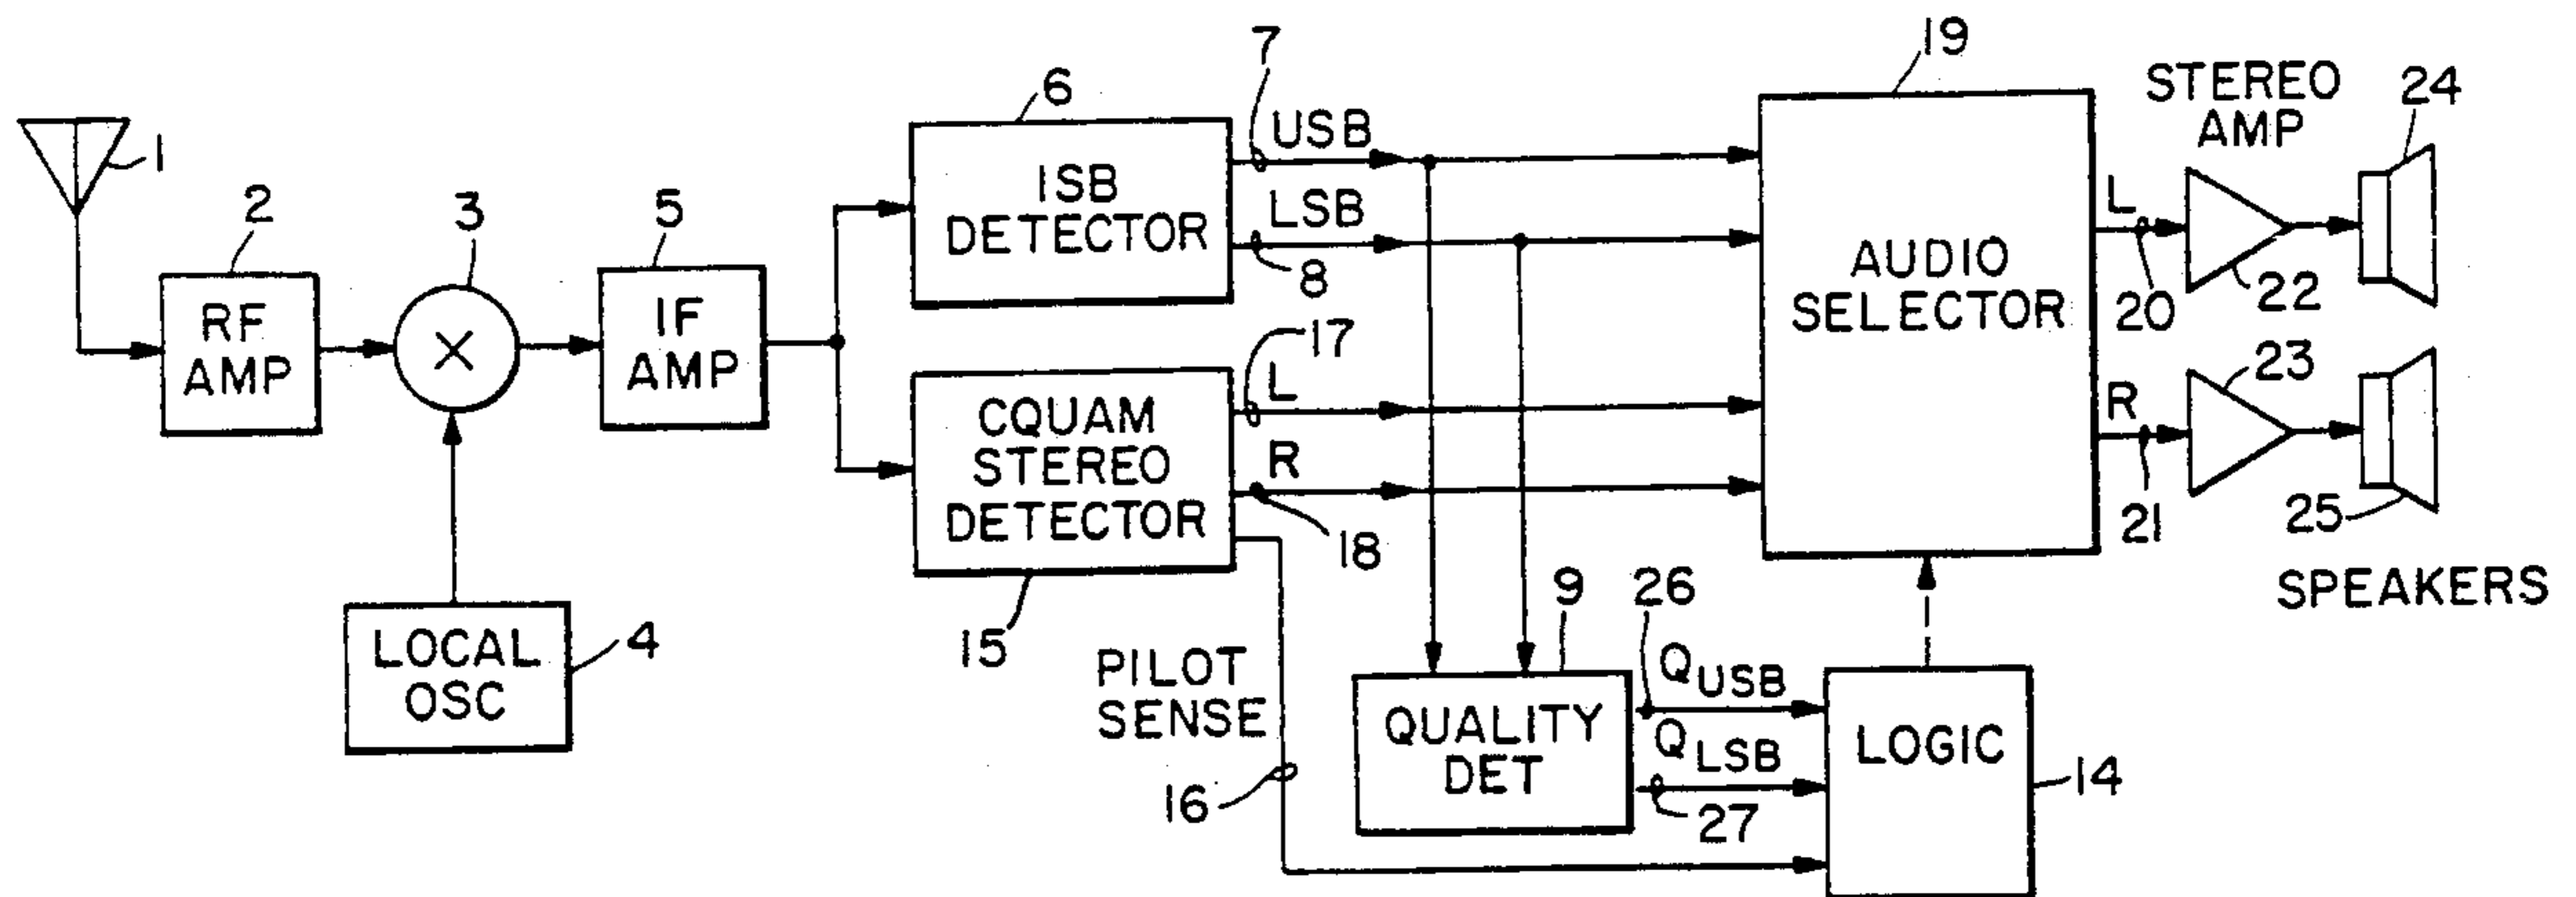 1
2
RF
AMP
3
×
LOCAL
OSC
4
5
IF
AMP
6
ISB
DETECTOR
7
USB
LSB
8
CQUAM
STEREO
DETECTOR
15
17
L
R
18
PILOT
SENSE
16
9
QUALITY
DET
26
Q USB
Q LSB
27
LOGIC
14
19
AUDIO
SELECTOR
L
20
R
21
STEREO
AMP
22
23
24
25
SPEAKERS